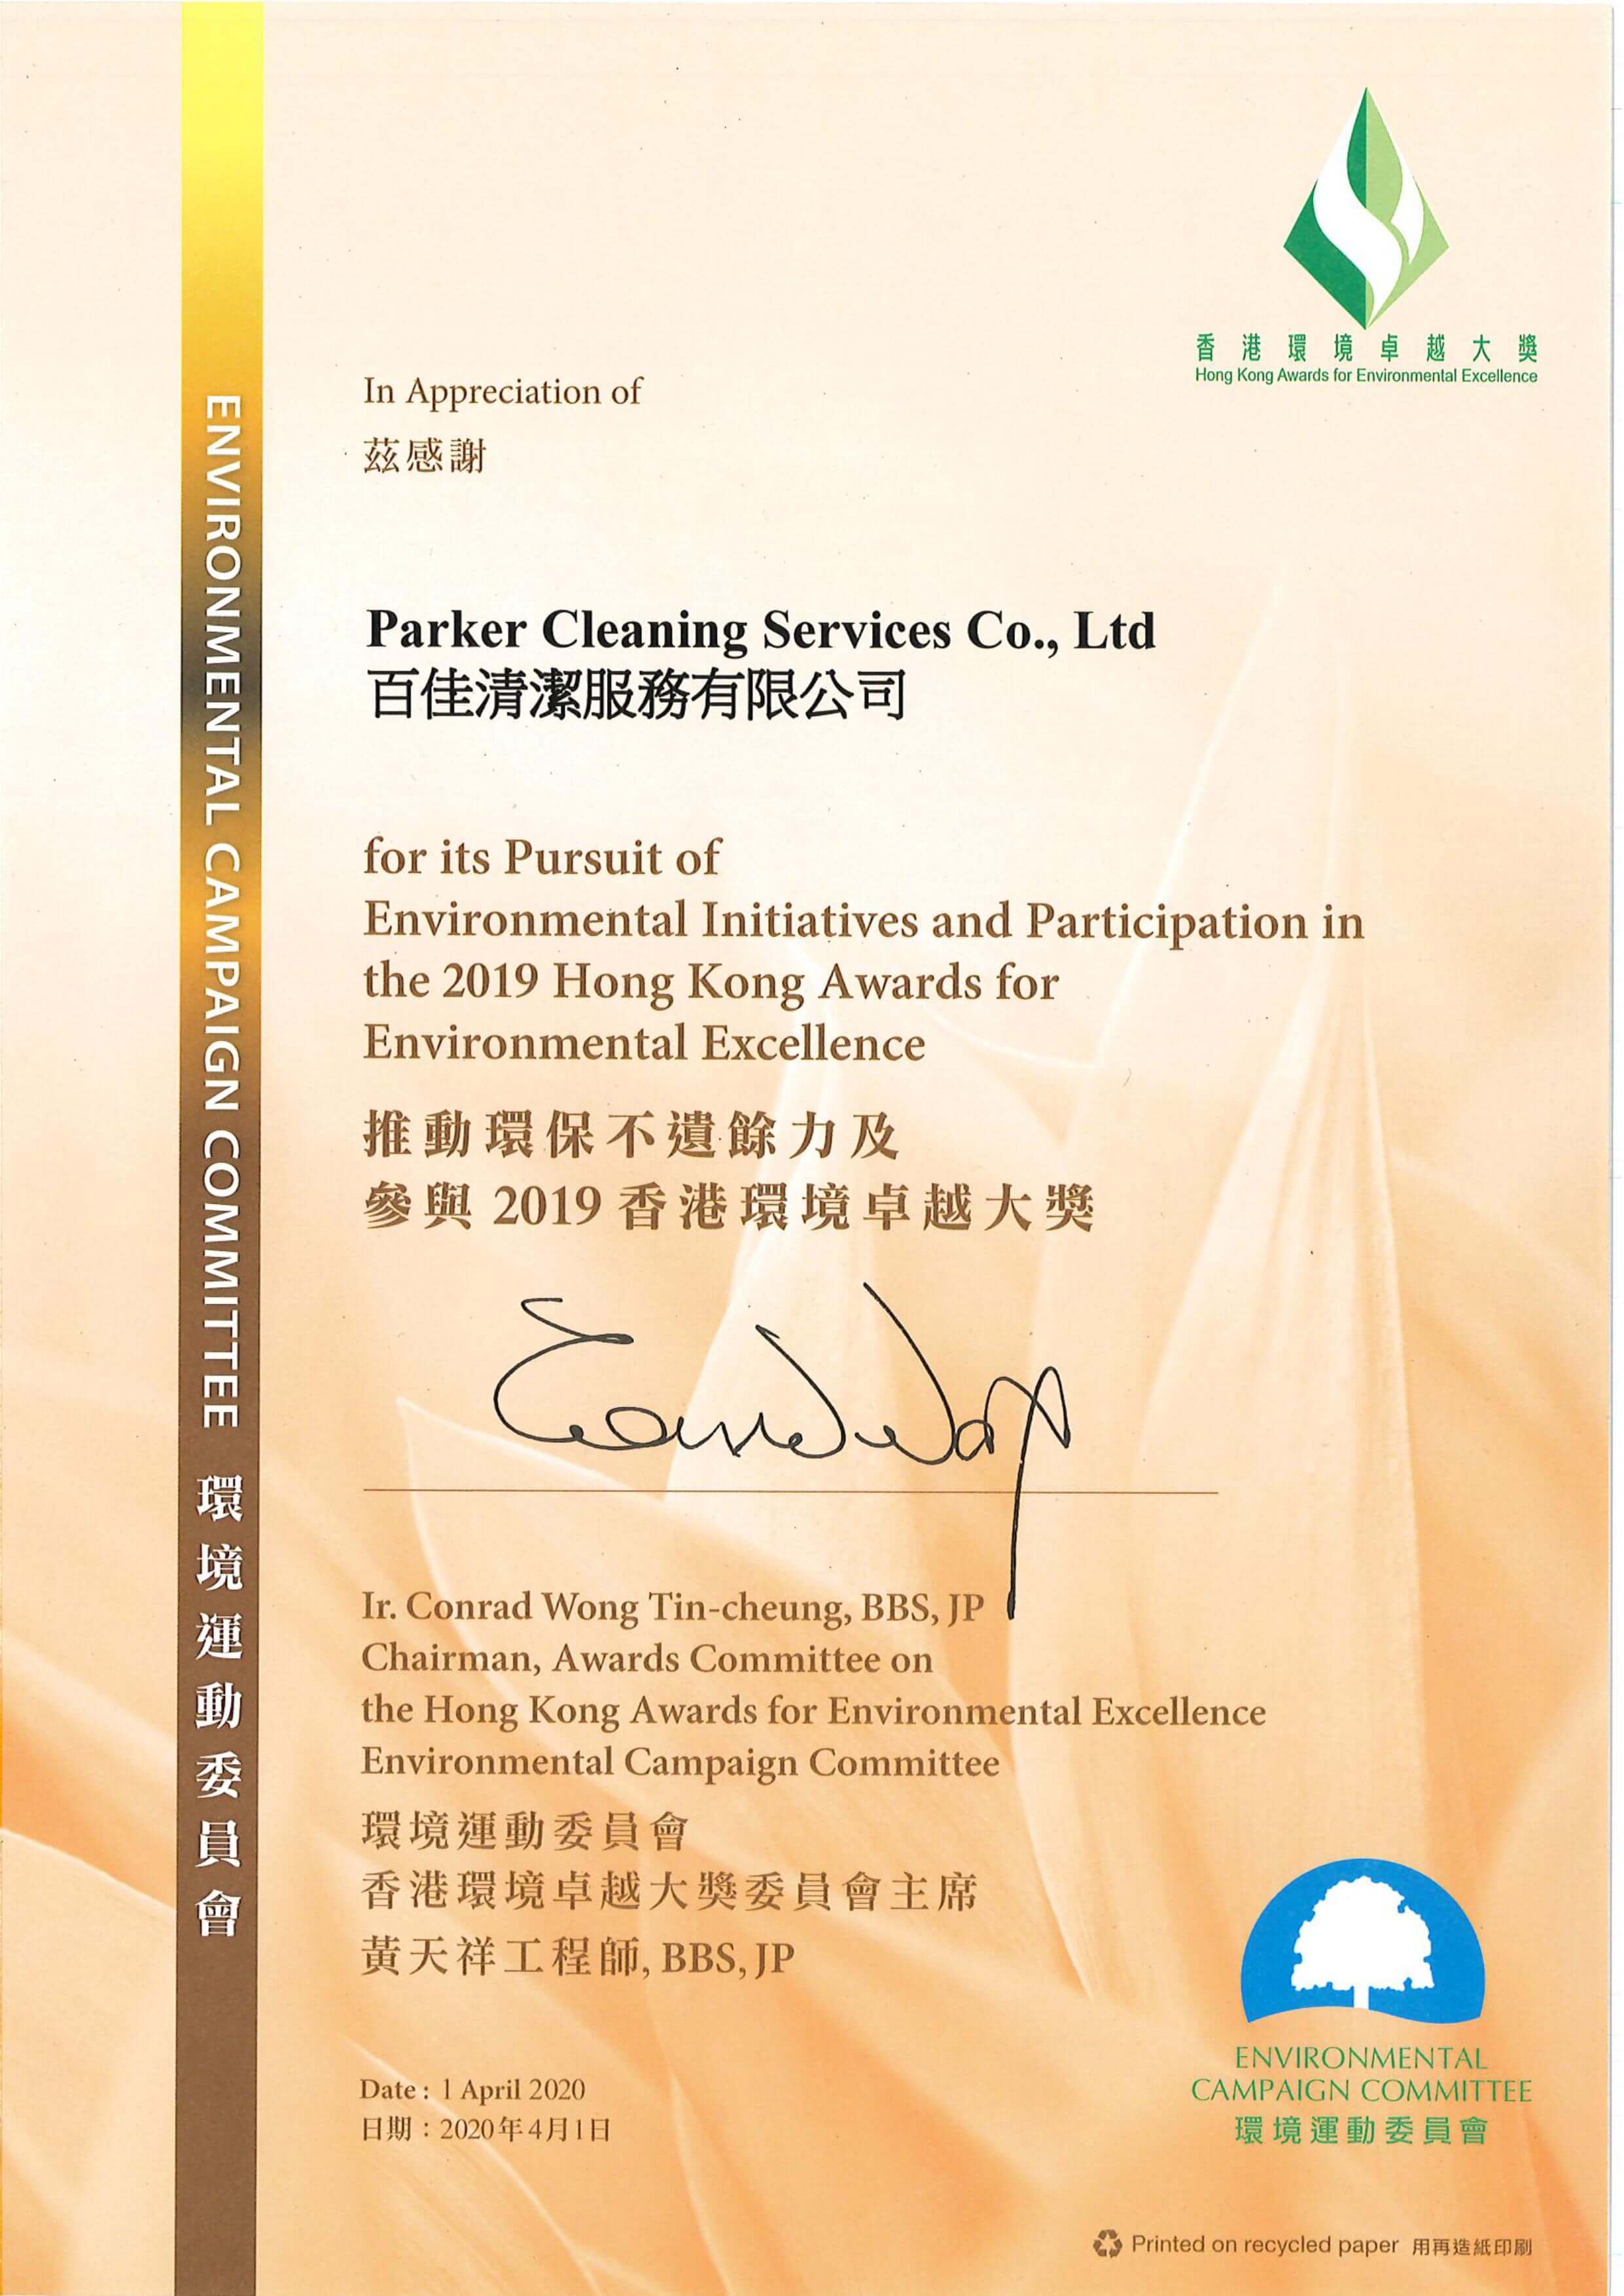 香港環境卓越大獎
Hong Kong Awards for Environmental Excellence
In Appreciation of
茲感謝
Parker Cleaning Services Co., Ltd
百佳清潔服務有限公司
for its Pursuit of
Environmental Initiatives and Participation in
the 2019 Hong Kong Awards for
Environmental Excellence
推動環保不遺餘力及
參與 2019 香港環境卓越大獎
Ir. Conrad Wong Tin-cheung, BBS, JP
Chairman, Awards Committee on
the Hong Kong Awards for Environmental Excellence
Environmental Campaign Committee
環境運動委員會
香港環境卓越大獎委員會主席
黃天祥工程師, BBS, JP
Date : 1 April 2020
日期：2020年4月1日
ENVIRONMENTAL CAMPAIGN COMMITTEE 環境運動委員會
ENVIRONMENTAL
CAMPAIGN COMMITTEE
環境運動委員會
Printed on recycled paper 用再造紙印刷